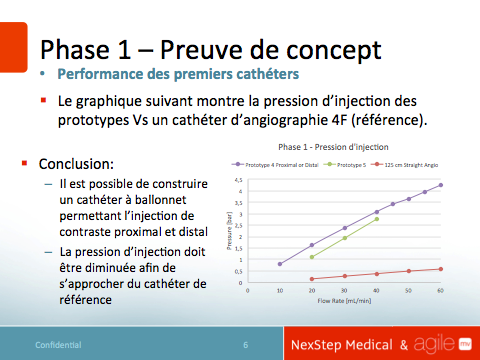 Phase 1 – Preuve de concept
• Performance des premiers cathéters
▪ Le graphique suivant montre la pression d'injection des
prototypes Vs un cathéter d'angiographie 4F (référence).
▪ Conclusion:
– Il est possible de construire
un cathéter à ballonnet
permettant l'injection de
contraste proximal et distal
– La pression d'injection doit
être diminuée afin de
s'approcher du cathéter de
référence
Phase 1 - Pression d'injection
Prototype 4 Proximal or Distal Prototype 5 125 cm Straight Angio
Pressure [bar]
4,5
4
3,5
3
2,5
2
1,5
1
0,5
0
0 10 20 30 40 50 60
Flow Rate [mL/min]
Confidential
6
NexStep Medical & agile mv